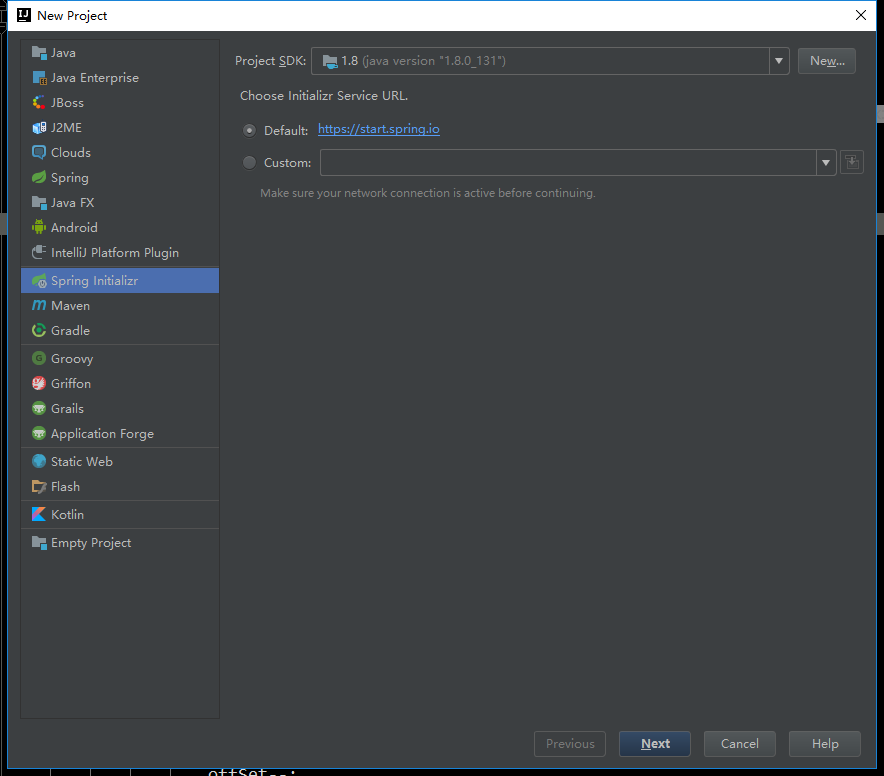 New Project
Java
Java Enterprise
JBoss
J2ME
Clouds
Spring
Java FX
Android
IntelliJ Platform Plugin
Spring Initializr
Maven
Gradle
Groovy
Griffon
Grails
Application Forge
Static Web
Flash
Kotlin
Empty Project
Project SDK: 1.8 (java version "1.8.0_131") New...
Choose Initializr Service URL.
Default: https://start.spring.io
Custom:
Make sure your network connection is active before continuing.
Previous Next Cancel Help
offSet--;